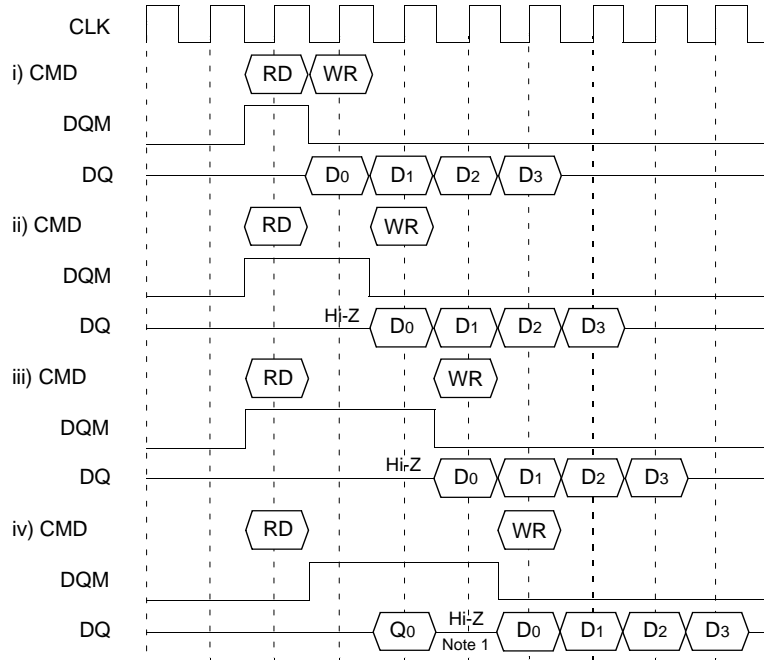 CLK
i) CMD RD WR
DQM
DQ D0 D1 D2 D3
ii) CMD RD WR
DQM
DQ Hi-Z D0 D1 D2 D3
iii) CMD RD WR
DQM
DQ Hi-Z D0 D1 D2 D3
iv) CMD RD WR
DQM
DQ Q0 Hi-Z D0 D1 D2 D3
Note 1